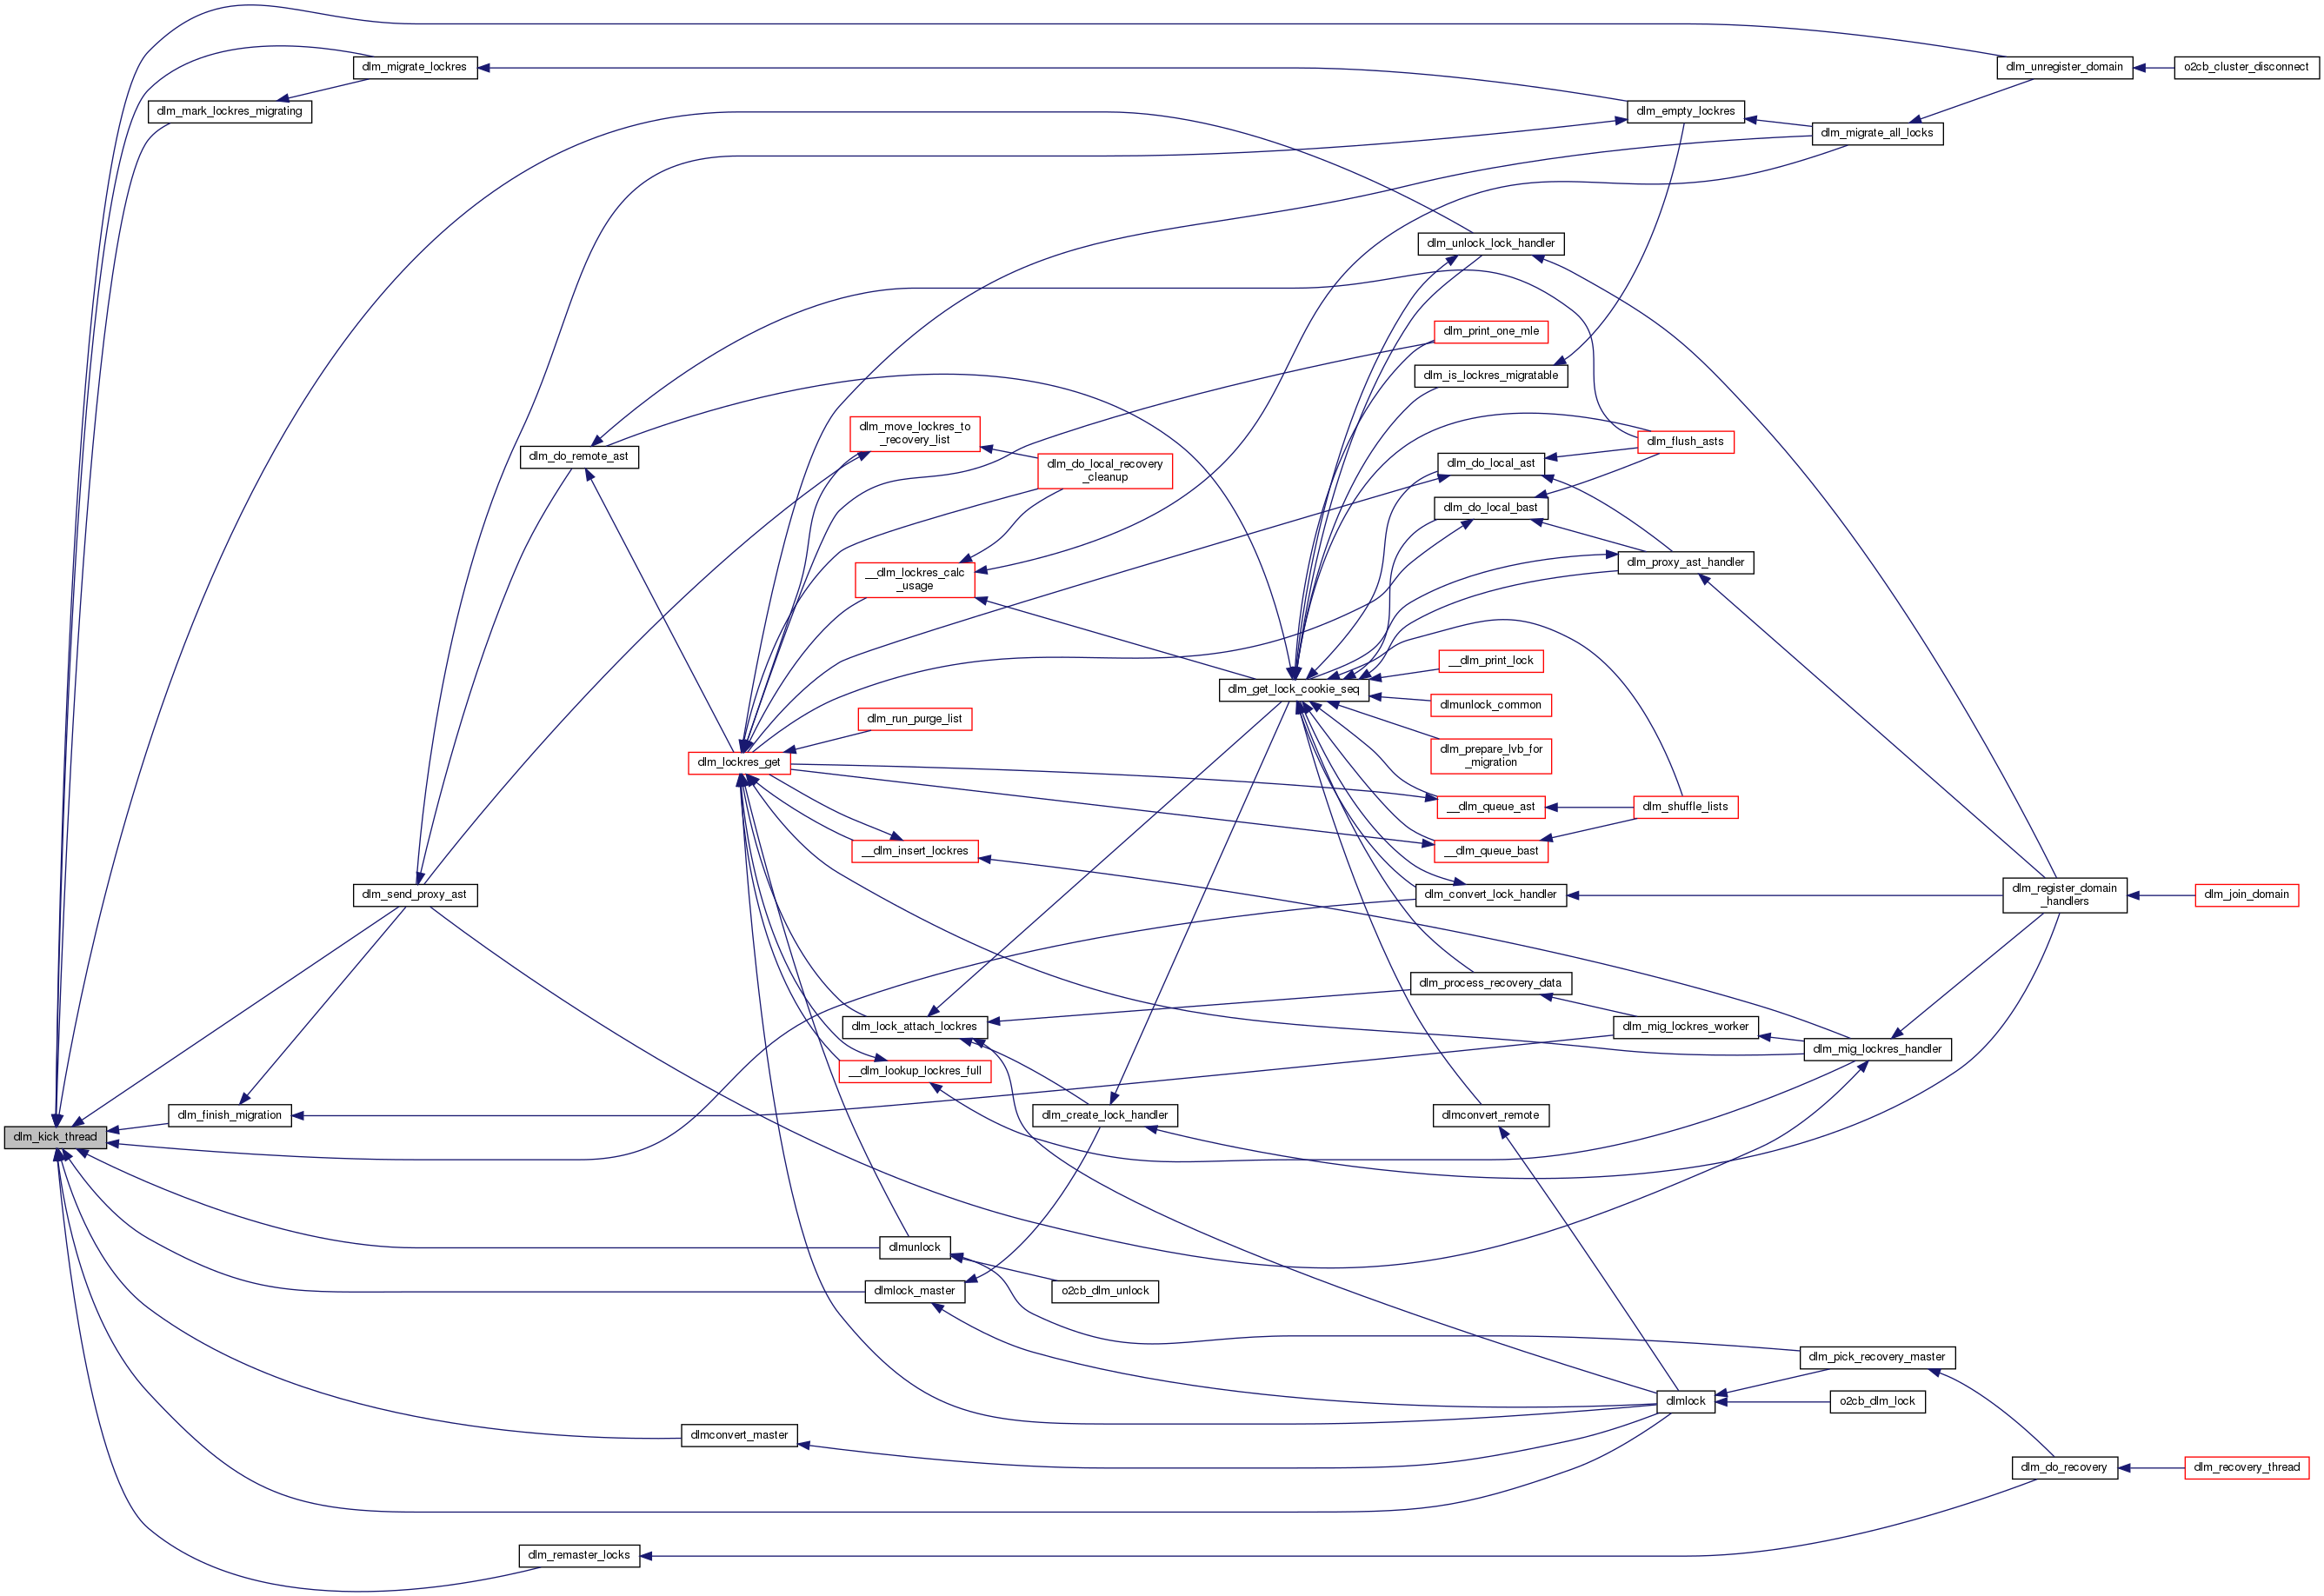 dlm_migrate_lockres
dlm_unregister_domain
o2cb_cluster_disconnect
dlm_mark_lockres_migrating
dlm_empty_lockres
dlm_migrate_all_locks
dlm_unlock_lock_handler
dlm_print_one_mle
dlm_is_lockres_migratable
dlm_move_lockres_to
_recovery_list
dlm_flush_asts
dlm_do_remote_ast
dlm_do_local_recovery
_cleanup
dlm_do_local_ast
dlm_do_local_bast
dlm_proxy_ast_handler
__dlm_lockres_calc
_usage
__dlm_print_lock
dlm_get_lock_cookie_seq
dlmunlock_common
dlm_run_purge_list
dlm_prepare_lvb_for
_migration
dlm_lockres_get
__dlm_queue_ast
dlm_shuffle_lists
__dlm_insert_lockres
__dlm_queue_bast
dlm_send_proxy_ast
dlm_convert_lock_handler
dlm_register_domain
_handlers
dlm_join_domain
dlm_process_recovery_data
dlm_lock_attach_lockres
dlm_mig_lockres_worker
dlm_mig_lockres_handler
__dlm_lookup_lockres_full
dlm_finish_migration
dlm_create_lock_handler
dlmconvert_remote
dlm_kick_thread
dlmunlock
dlmlock_master
o2cb_dlm_unlock
dlm_pick_recovery_master
dlmlock
o2cb_dlm_lock
dlmconvert_master
dlm_do_recovery
dlm_recovery_thread
dlm_remaster_locks